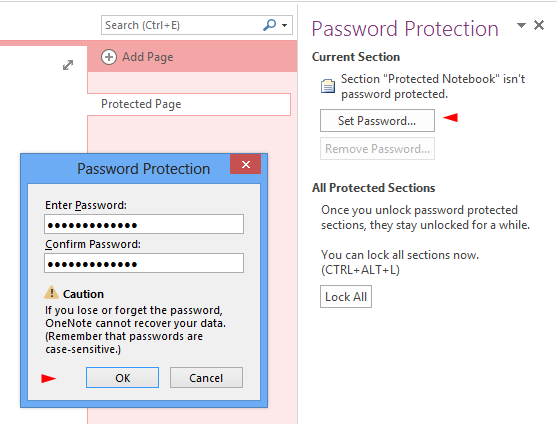 Search (Ctrl+E)
Add Page
Protected Page
Password Protection
Enter Password:
•••••••••••••
Confirm Password:
•••••••••••••
Caution
If you lose or forget the password,
OneNote cannot recover your data.
(Remember that passwords are
case-sensitive.)
OK
Cancel
Password Protection
Current Section
Section "Protected Notebook" isn't
password protected.
Set Password...
Remove Password...
All Protected Sections
Once you unlock password protected
sections, they stay unlocked for a while.
You can lock all sections now.
(CTRL+ALT+L)
Lock All